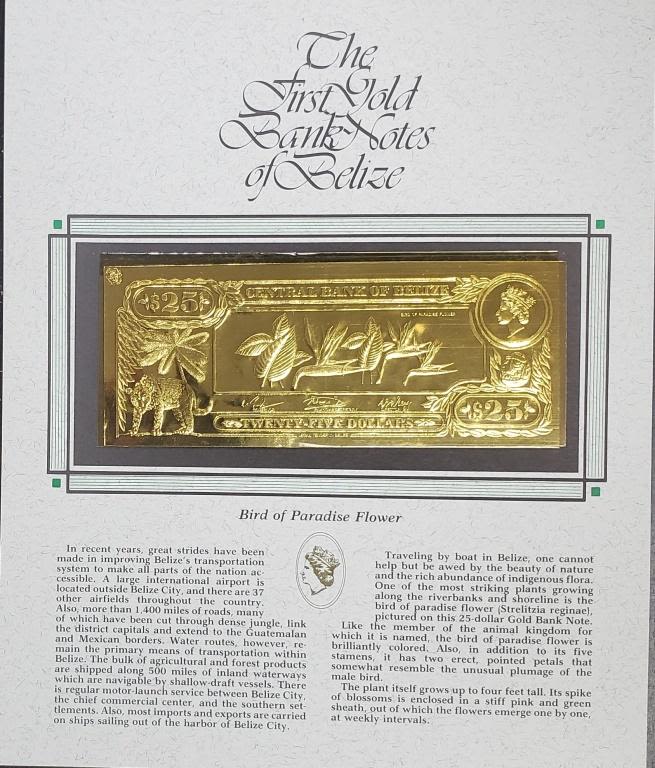 The
First Gold
Bank Notes
of Belize
$25
CENTRAL BANK OF BELIZE
BIRD OF PARADISE FLOWER
TWENTY-FIVE DOLLARS
$25
Bird of Paradise Flower
In recent years, great strides have been
made in improving Belize's transportation
system to make all parts of the nation ac-
cessible. A large international airport is
located outside Belize City, and there are 37
other airfields throughout the country.
Also, more than 1,400 miles of roads, many
of which have been cut through dense jungle, link
the district capitals and extend to the Guatemalan
and Mexican borders. Water routes, however, re-
main the primary means of transportation within
Belize. The bulk of agricultural and forest products
are shipped along 500 miles of inland waterways
which are navigable by shallow-draft vessels. There
is regular motor-launch service between Belize City,
the chief commercial center, and the southern set-
tlements. Also, most imports and exports are carried
on ships sailing out of the harbor of Belize City.
Traveling by boat in Belize, one cannot
help but be awed by the beauty of nature
and the rich abundance of indigenous flora.
One of the most striking plants growing
along the riverbanks and shoreline is the
bird of paradise flower (Strelitzia reginae),
pictured on this 25-dollar Gold Bank Note.
Like the member of the animal kingdom for
which it is named, the bird of paradise flower is
brilliantly colored. Also, in addition to its five
stamens, it has two erect, pointed petals that
somewhat resemble the unusual plumage of the
male bird.
The plant itself grows up to four feet tall. Its spike
of blossoms is enclosed in a stiff pink and green
sheath, out of which the flowers emerge one by one,
at weekly intervals.